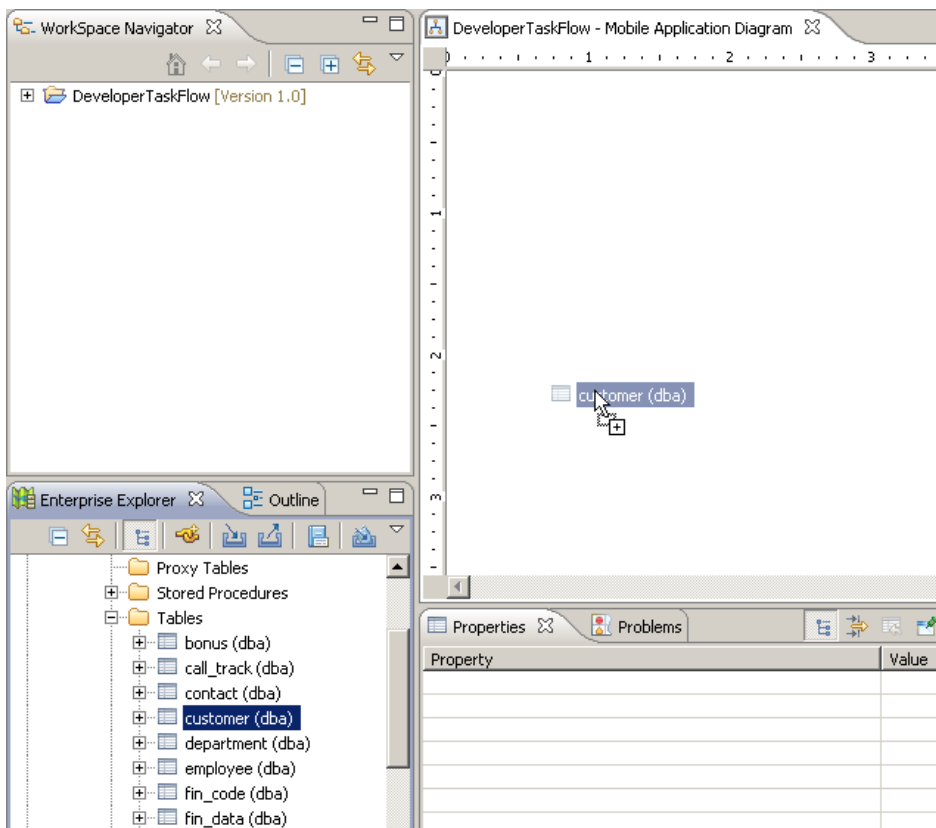 WorkSpace Navigator
DeveloperTaskFlow [Version 1.0]
DeveloperTaskFlow - Mobile Application Diagram
0 1 2 3
0
1
2
3
customer (dba)
Enterprise Explorer
Outline
Proxy Tables
Stored Procedures
Tables
bonus (dba)
call_track (dba)
contact (dba)
customer (dba)
department (dba)
employee (dba)
fin_code (dba)
fin_data (dba)
Properties
Problems
Property
Value